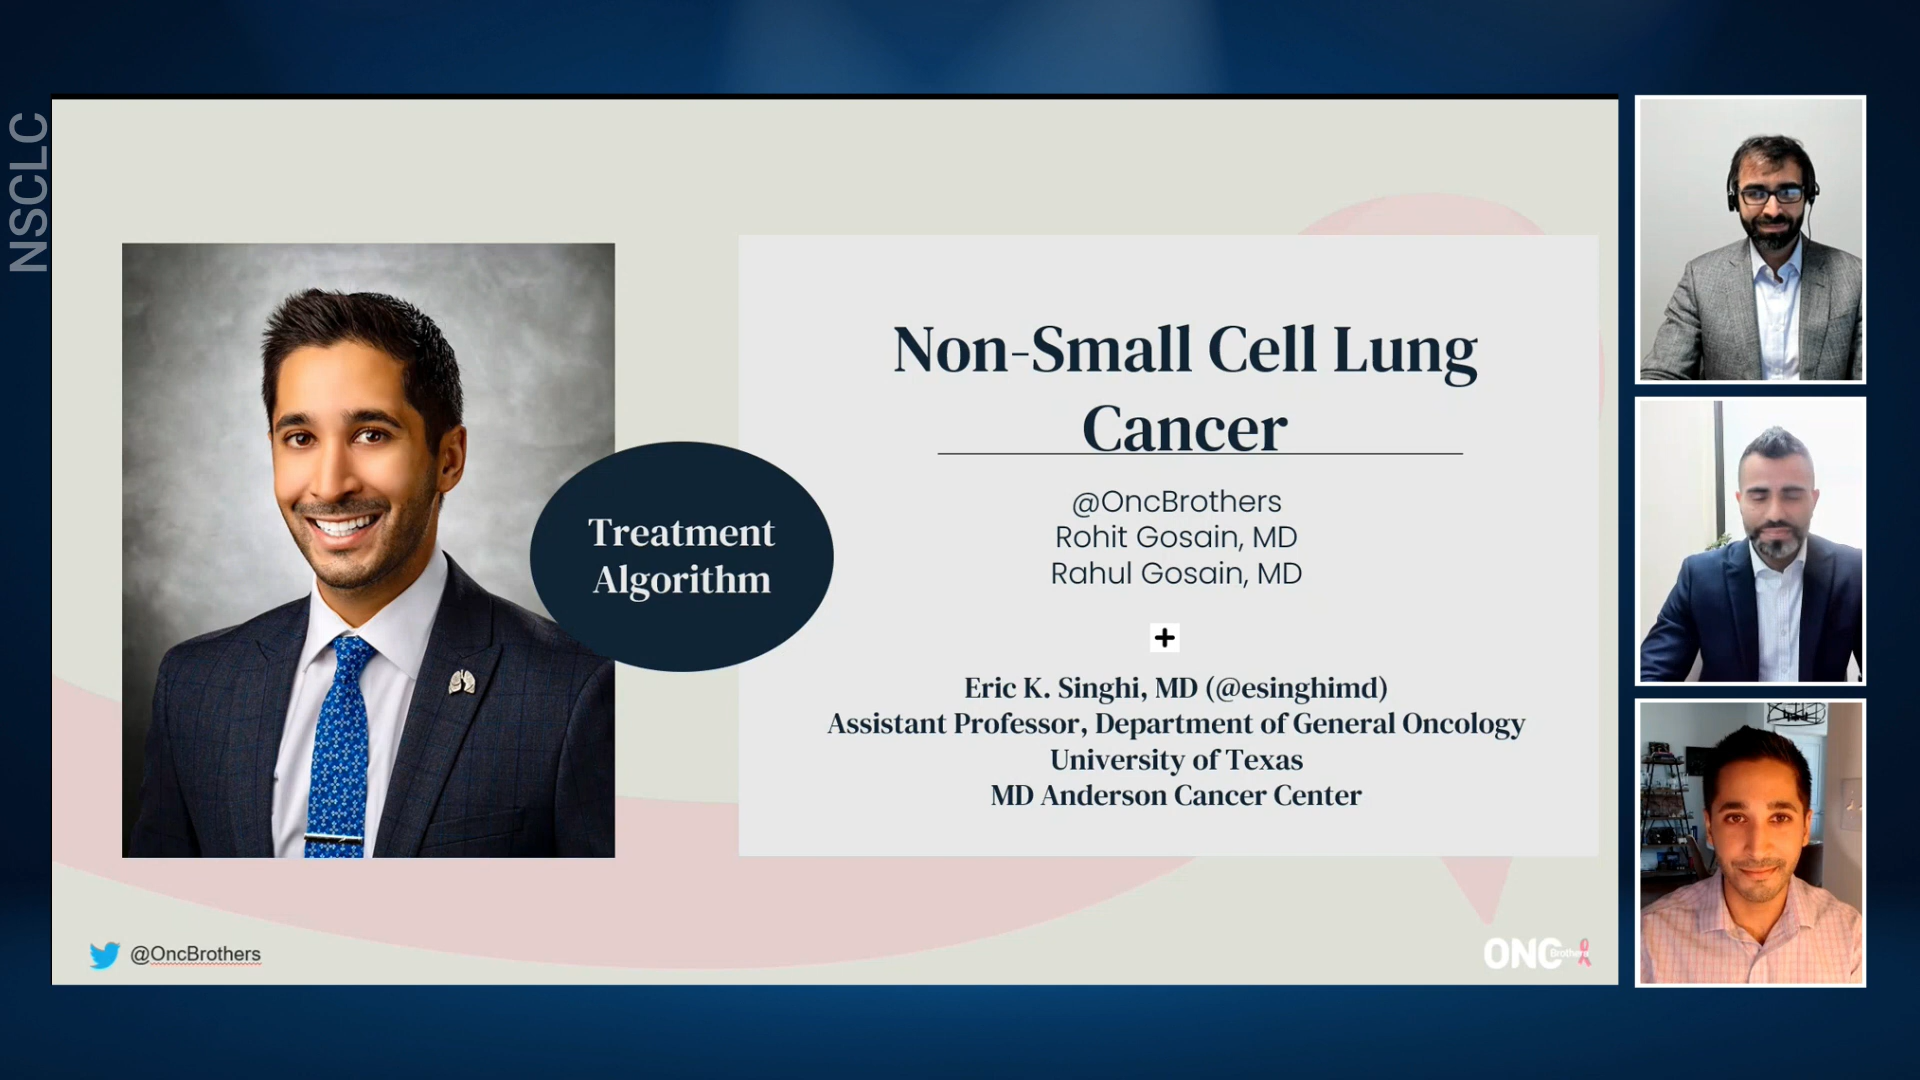 NSCLC
Treatment
Algorithm
Non-Small Cell Lung
Cancer
@OncBrothers
Rohit Gosain, MD
Rahul Gosain, MD
+
Eric K. Singhi, MD (@esinghimd)
Assistant Professor, Department of General Oncology
University of Texas
MD Anderson Cancer Center
@OncBrothers
ONC Brothers